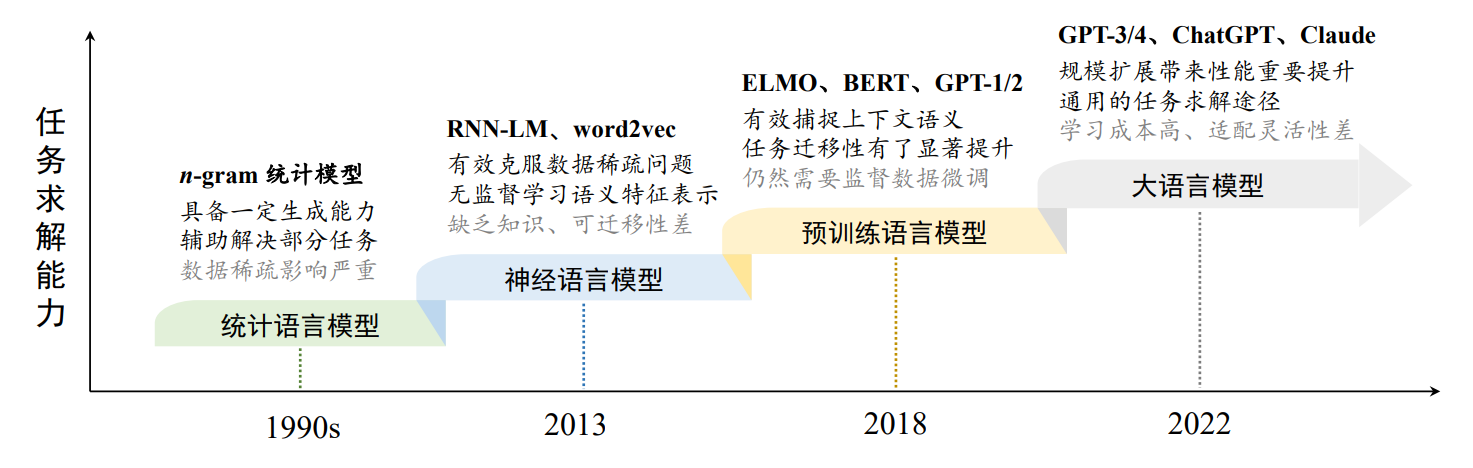 任务求解能力
n-gram 统计模型
具备一定生成能力
辅助解决部分任务
数据稀疏影响严重
统计语言模型
1990s
RNN-LM、word2vec
有效克服数据稀疏问题
无监督学习语义特征表示
缺乏知识、可迁移性差
神经语言模型
2013
ELMO、BERT、GPT-1/2
有效捕捉上下文语义
任务迁移性有了显著提升
仍然需要监督数据微调
预训练语言模型
2018
GPT-3/4、ChatGPT、Claude
规模扩展带来性能重要提升
通用的任务求解途径
学习成本高、适配灵活性差
大语言模型
2022